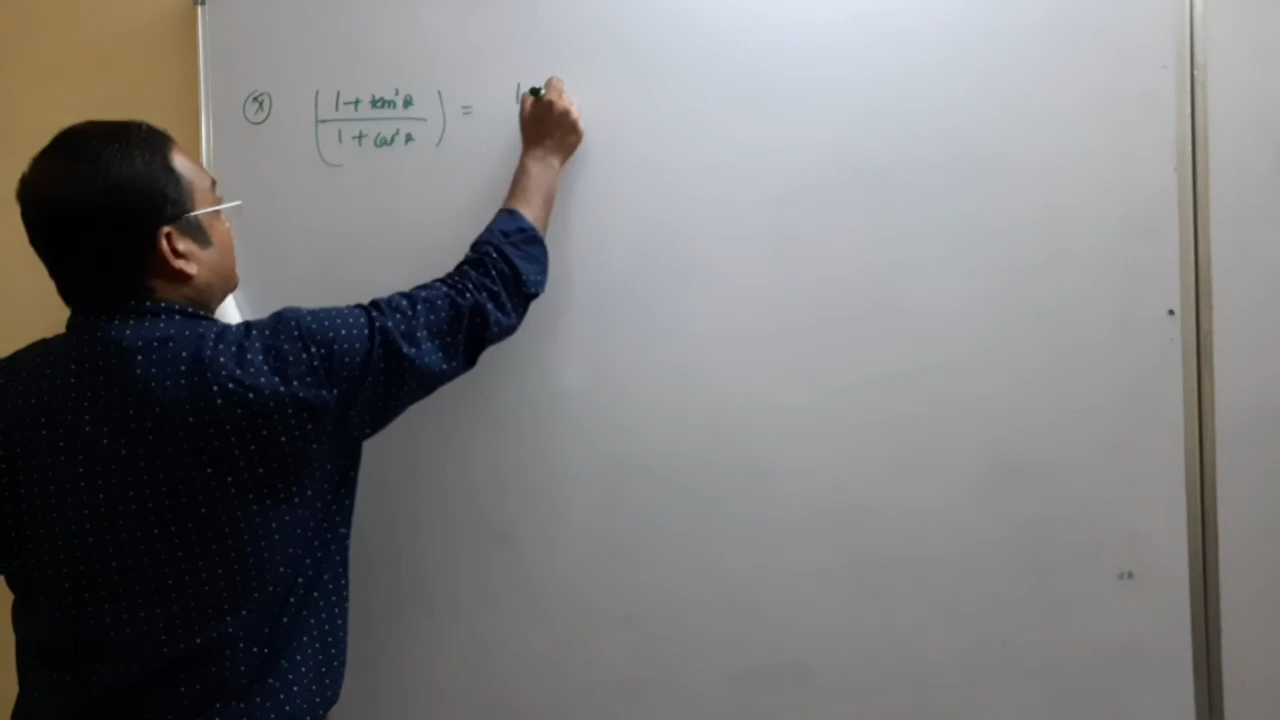 (x) (1 + tan²A / 1 + cot²A) = 1